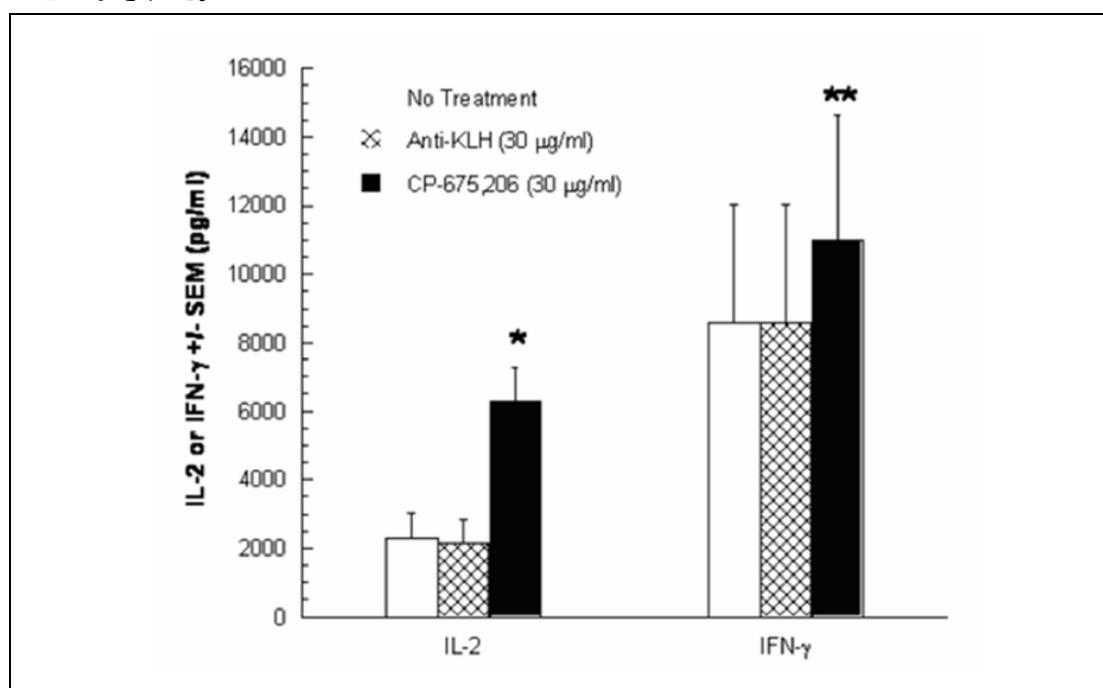 16000
14000
12000
10000
8000
6000
4000
2000
0
IL-2 or IFN-γ +/- SEM (pg/ml)
No Treatment
Anti-KLH (30 μg/ml)
CP-675,206 (30 μg/ml)
*
**
IL-2
IFN-γ